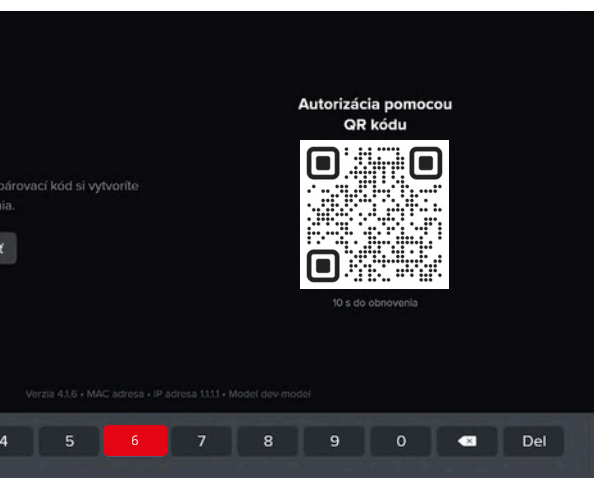 Autorizácia pomocou
QR kódu
párovací kód si vytvoríte
10 s do obnovenia
Verzia 4.1.6 • MAC adresa • IP adresa 1.1.1.1 • Model dev-model
4 5 6 7 8 9 0 Del